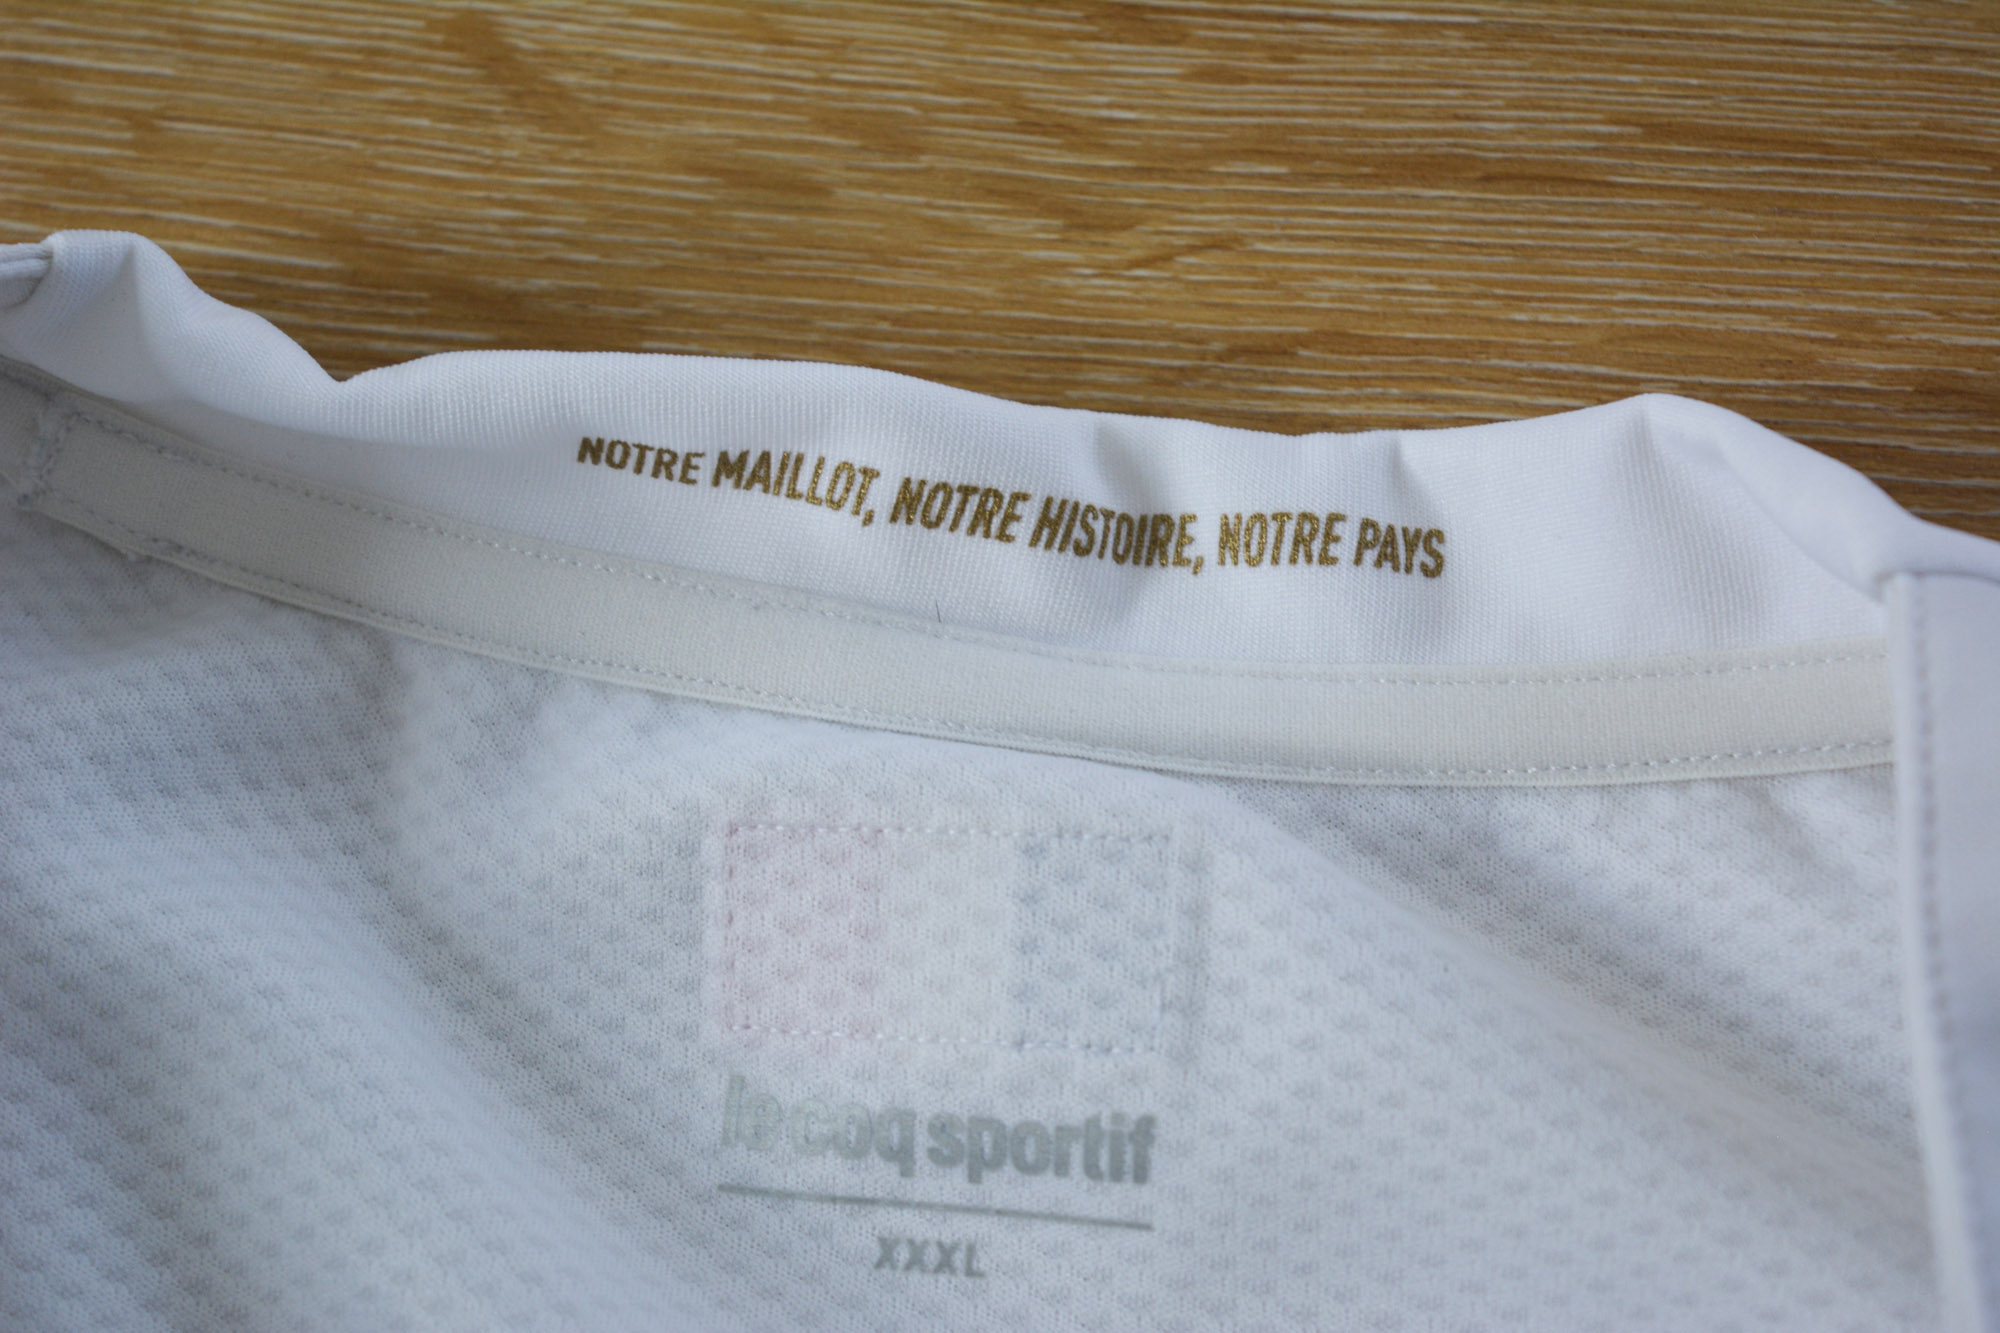 NOTRE MAILLOT, NOTRE HISTOIRE, NOTRE PAYS
le coq sportif
XXXL